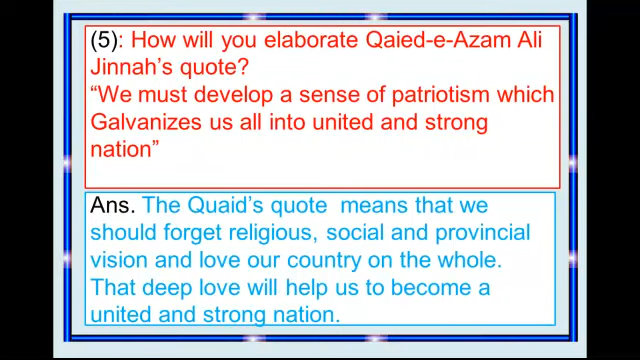 (5): How will you elaborate Qaied-e-Azam Ali
Jinnah's quote?
“We must develop a sense of patriotism which
Galvanizes us all into united and strong
nation”
Ans. The Quaid's quote means that we
should forget religious, social and provincial
vision and love our country on the whole.
That deep love will help us to become a
united and strong nation.